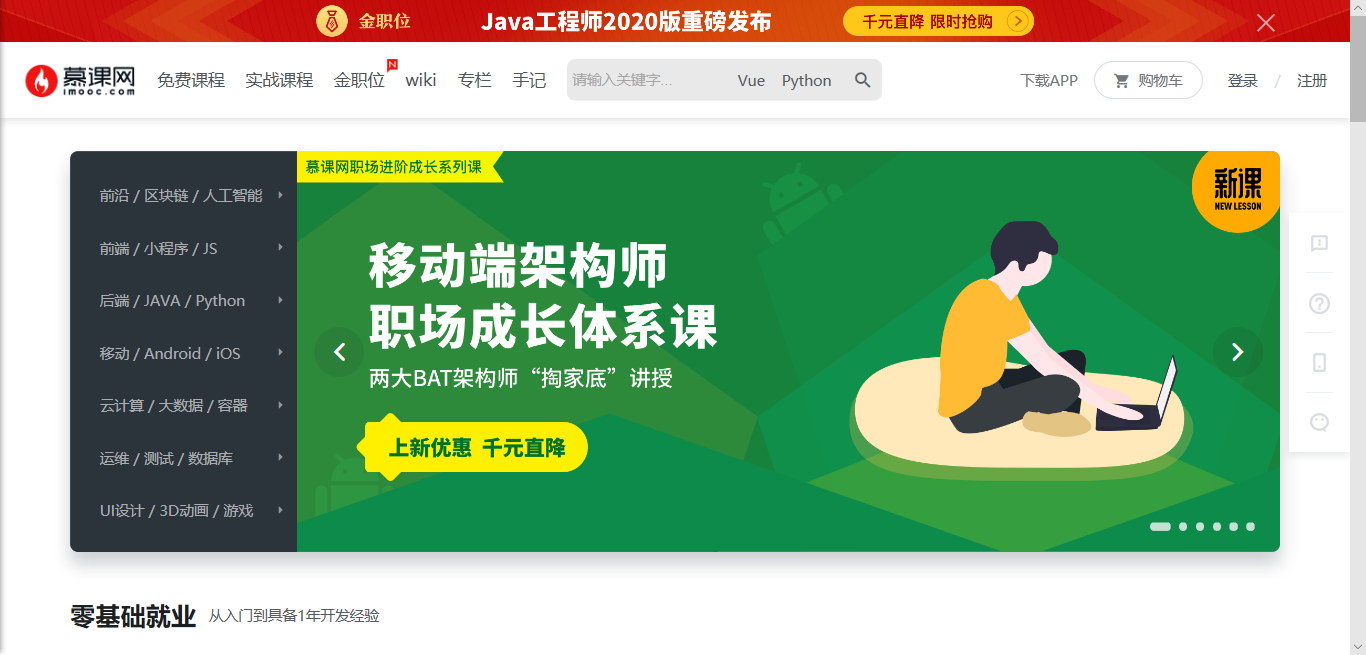 金职位 Java工程师2020版重磅发布 千元直降 限时抢购
慕课网 免费课程 实战课程 金职位 N wiki 专栏 手记 请输入关键字... Vue Python 下载APP 购物车 登录 / 注册
imooc.com
前沿 / 区块链 / 人工智能
前端 / 小程序 / JS
后端 / JAVA / Python
移动 / Android / iOS
云计算 / 大数据 / 容器
运维 / 测试 / 数据库
UI设计 / 3D动画 / 游戏
慕课网职场进阶成长系列课
新课
NEW LESSON
移动端架构师
职场成长体系课
两大BAT架构师“掏家底”讲授
上新优惠 千元直降
零基础就业 从入门到具备1年开发经验